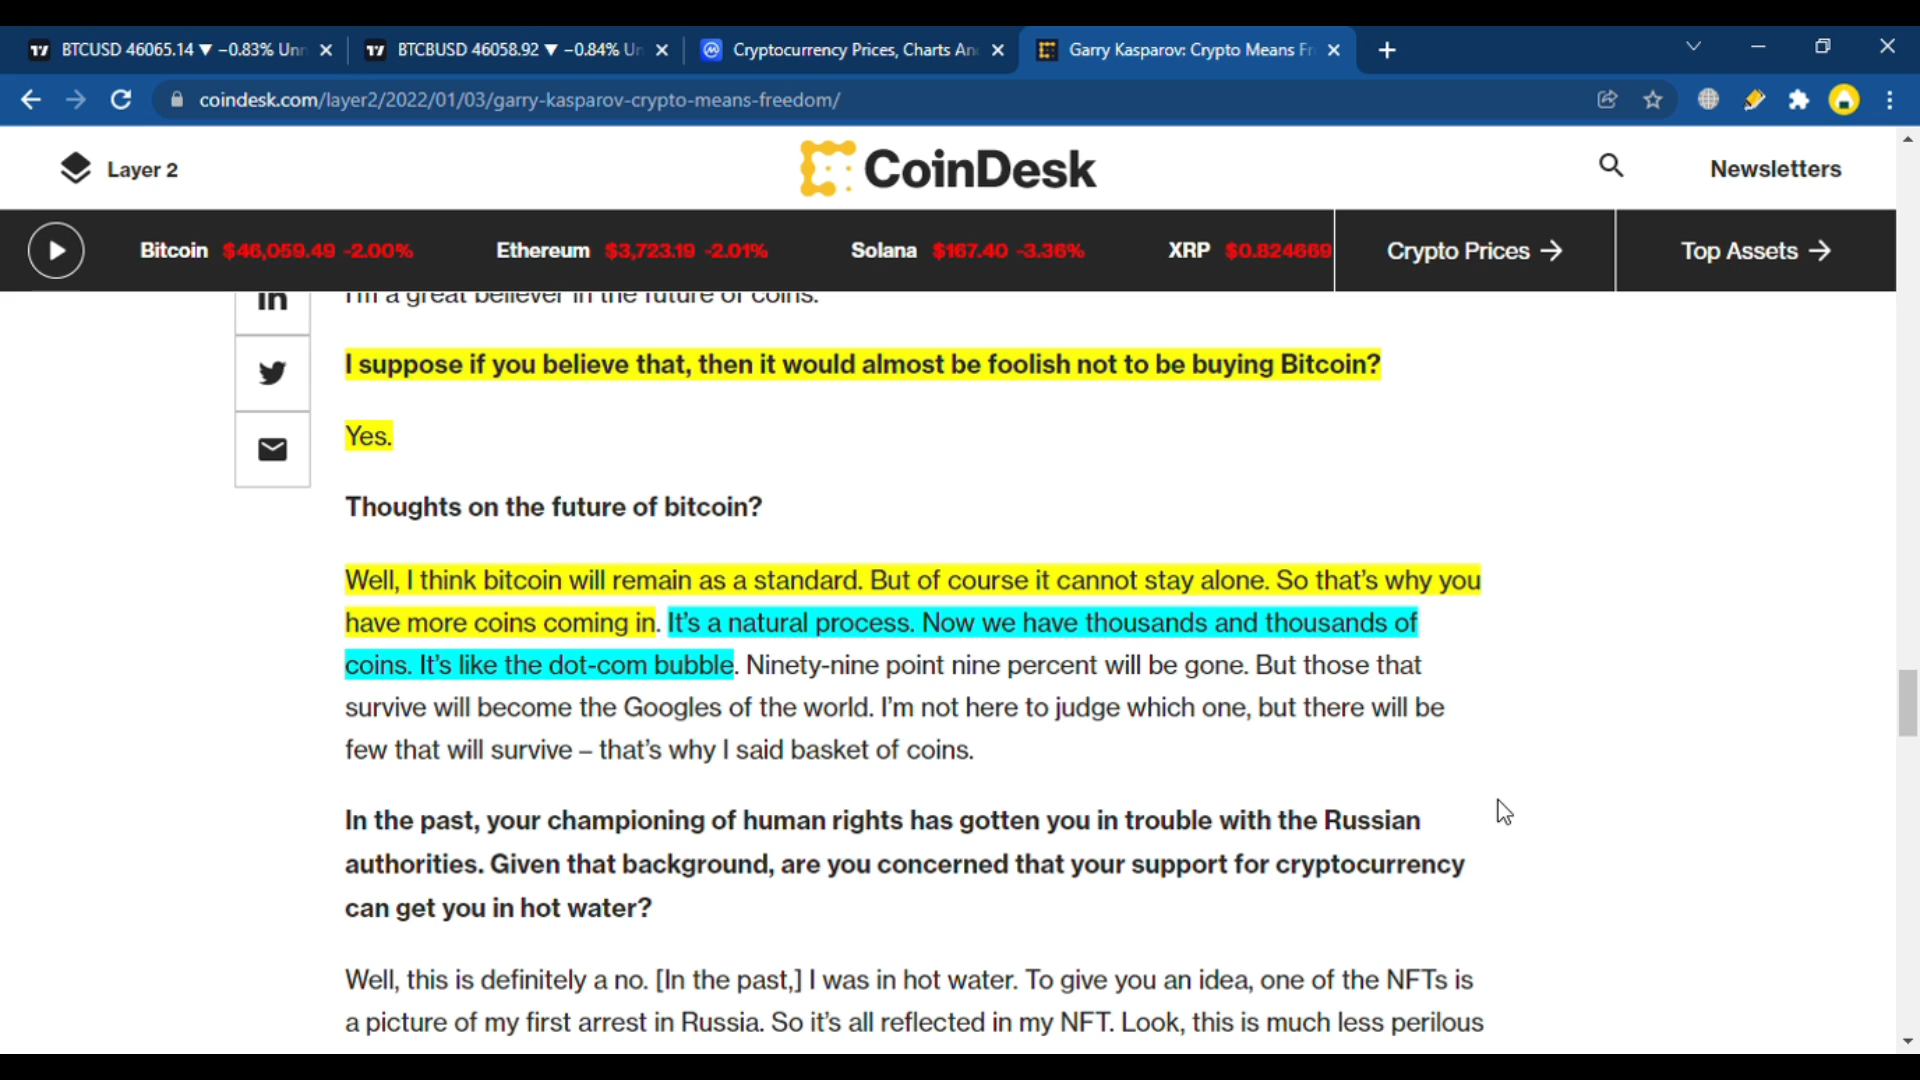 BTCUSD 46065.14 ▼ −0.83% Unn
BTCBUSD 46058.92 ▼ −0.84% Un
Cryptocurrency Prices, Charts An
Garry Kasparov: Crypto Means Fr
coindesk.com/layer2/2022/01/03/garry-kasparov-crypto-means-freedom/
Layer 2
CoinDesk
Newsletters
Bitcoin $46,059.49 -2.00%
Ethereum $3,723.19 -2.01%
Solana $167.40 -3.36%
XRP $0.824669
Crypto Prices →
Top Assets →
in
I'm a great believer in the future of coins.
I suppose if you believe that, then it would almost be foolish not to be buying Bitcoin?
Yes.
Thoughts on the future of bitcoin?
Well, I think bitcoin will remain as a standard. But of course it cannot stay alone. So that's why you
have more coins coming in. It's a natural process. Now we have thousands and thousands of
coins. It's like the dot-com bubble. Ninety-nine point nine percent will be gone. But those that
survive will become the Googles of the world. I'm not here to judge which one, but there will be
few that will survive – that's why I said basket of coins.
In the past, your championing of human rights has gotten you in trouble with the Russian
authorities. Given that background, are you concerned that your support for cryptocurrency
can get you in hot water?
Well, this is definitely a no. [In the past,] I was in hot water. To give you an idea, one of the NFTs is
a picture of my first arrest in Russia. So it's all reflected in my NFT. Look, this is much less perilous